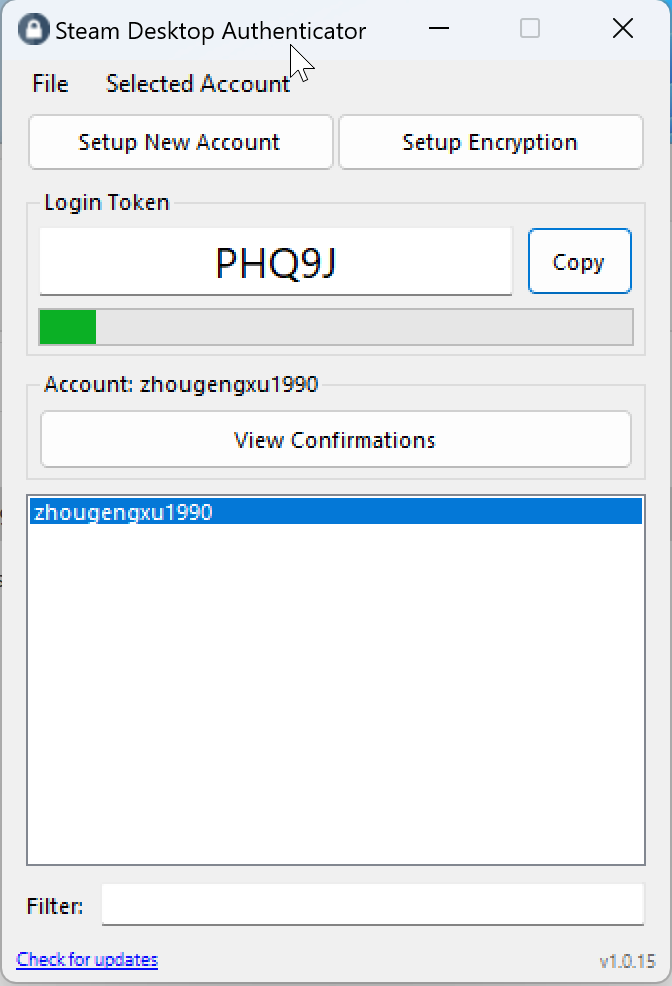 Steam Desktop Authenticator
File Selected Account
Setup New Account Setup Encryption
Login Token
PHQ9J Copy
Account: zhougengxu1990
View Confirmations
zhougengxu1990
Filter:
Check for updates v1.0.15